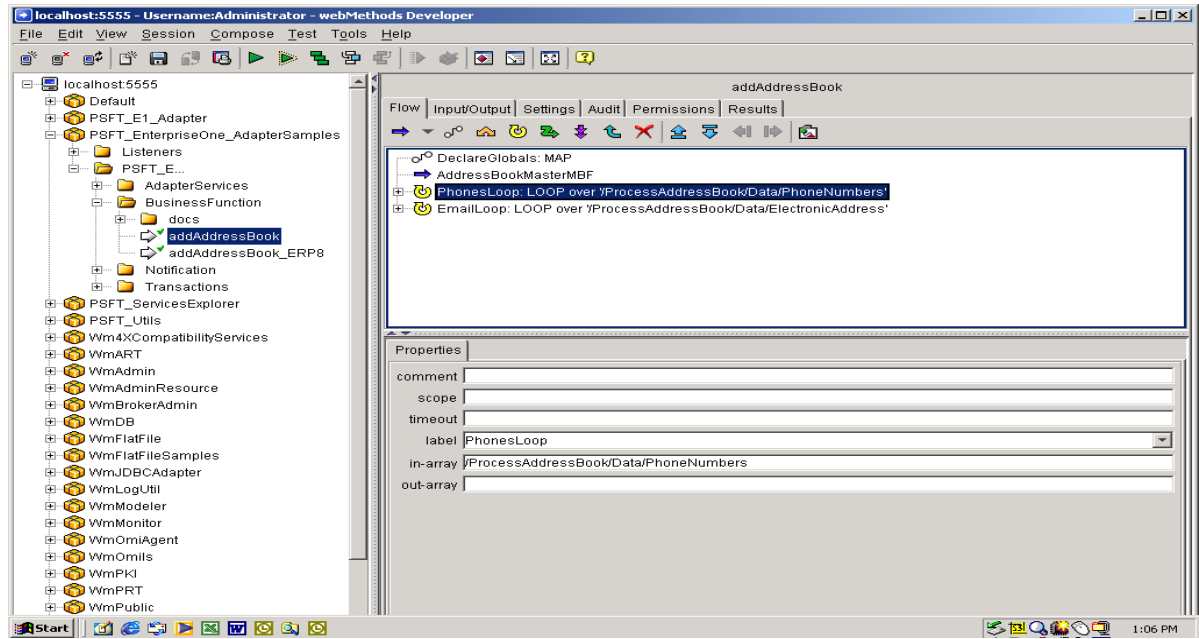 localhost:5555 - Username:Administrator - webMethods Developer
File Edit View Session Compose Test Tools Help
localhost:5555
Default
PSFT_E1_Adapter
PSFT_EnterpriseOne_AdapterSamples
Listeners
PSFT_E...
AdapterServices
BusinessFunction
docs
addAddressBook
addAddressBook_ERP8
Notification
Transactions
PSFT_ServicesExplorer
PSFT_Utils
Wm4XCompatibilityServices
WmART
WmAdmin
WmAdminResource
WmBrokerAdmin
WmDB
WmFlatFile
WmFlatFileSamples
WmJDBCAdapter
WmLogUtil
WmModeler
WmMonitor
WmOmiAgent
WmOmils
WmPKI
WmPRT
WmPublic
addAddressBook
Flow Input/Output Settings Audit Permissions Results
DeclareGlobals: MAP
AddressBookMasterMBF
PhonesLoop: LOOP over '/ProcessAddressBook/Data/PhoneNumbers'
EmailLoop: LOOP over '/ProcessAddressBook/Data/ElectronicAddress'
Properties
comment
scope
timeout
label PhonesLoop
in-array /ProcessAddressBook/Data/PhoneNumbers
out-array
Start
1:06 PM